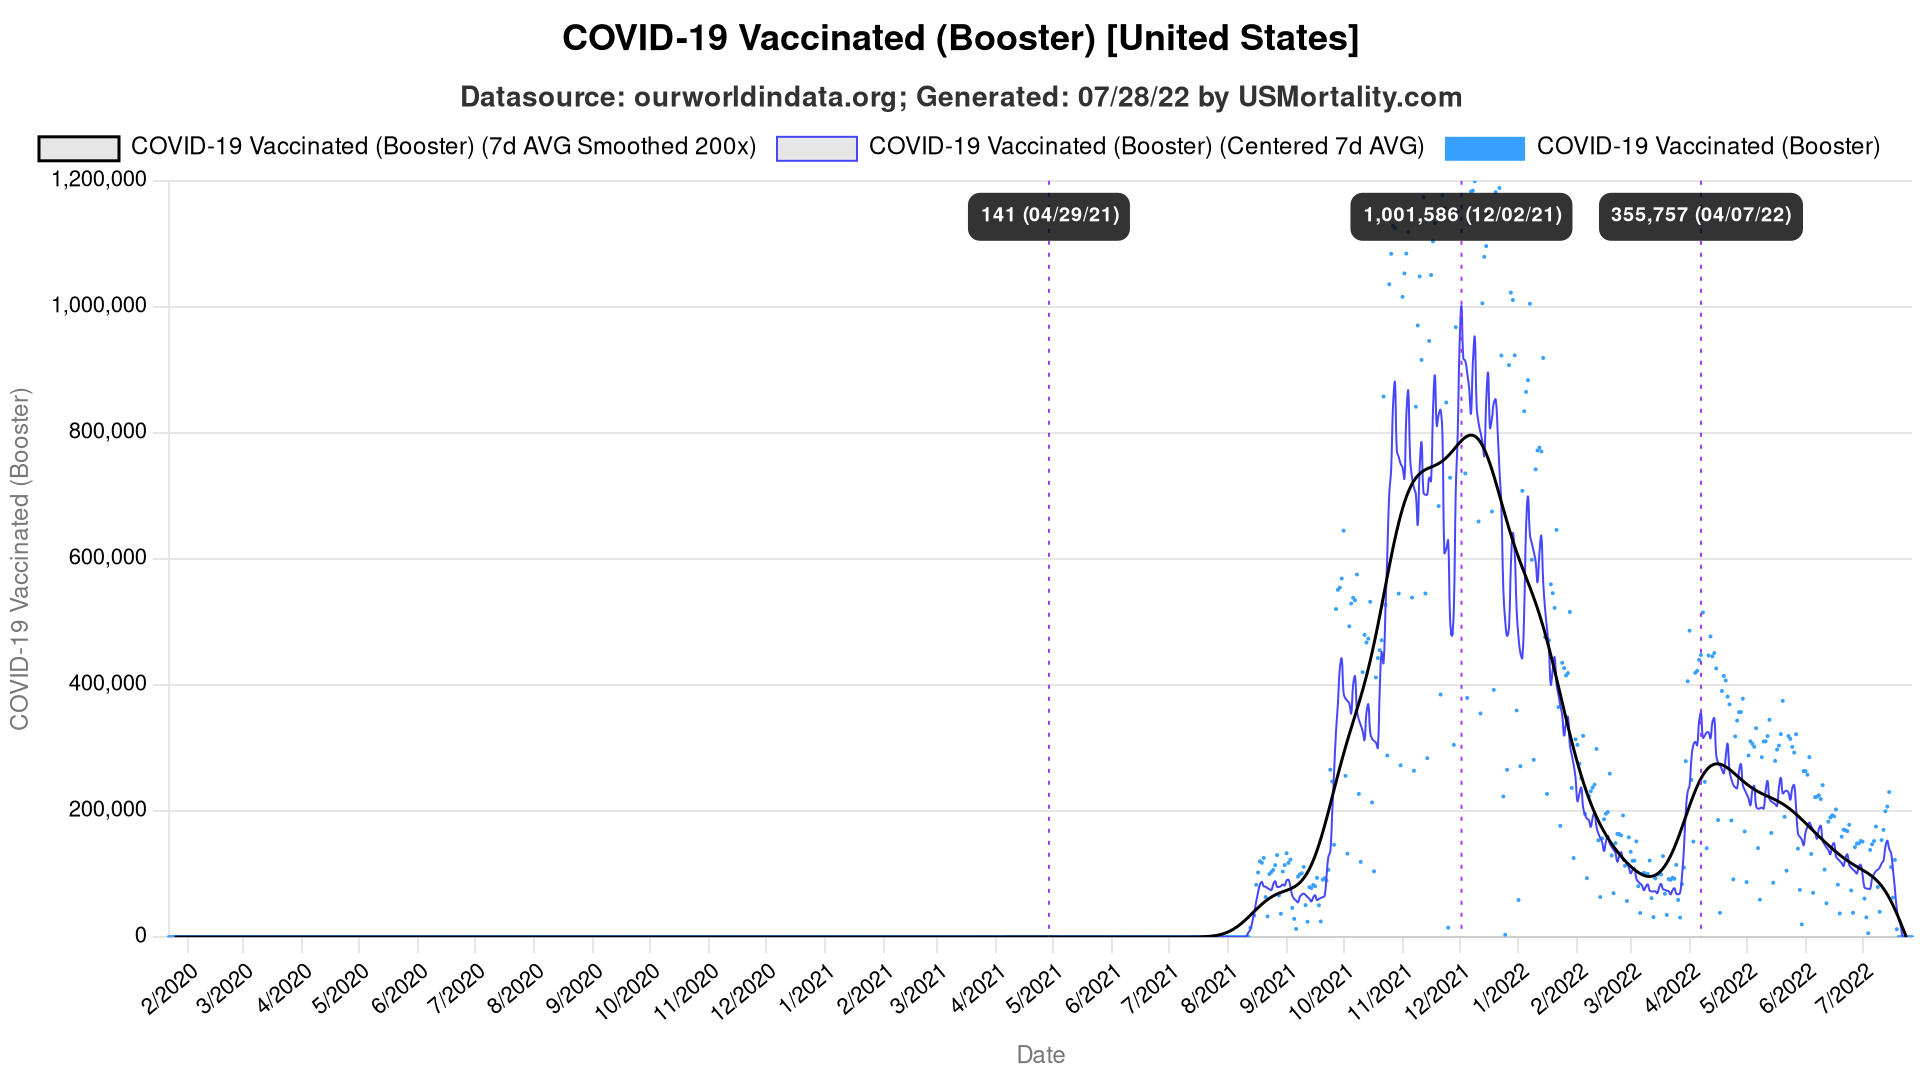 COVID-19 Vaccinated (Booster) [United States]
Datasource: ourworldindata.org; Generated: 07/28/22 by USMortality.com
COVID-19 Vaccinated (Booster) (7d AVG Smoothed 200x) COVID-19 Vaccinated (Booster) (Centered 7d AVG) COVID-19 Vaccinated (Booster)
141 (04/29/21) 1,001,586 (12/02/21) 355,757 (04/07/22)
COVID-19 Vaccinated (Booster)
1,200,000
1,000,000
800,000
600,000
400,000
200,000
0
2/2020 3/2020 4/2020 5/2020 6/2020 7/2020 8/2020 9/2020 10/2020 11/2020 12/2020 1/2021 2/2021 3/2021 4/2021 5/2021 6/2021 7/2021 8/2021 9/2021 10/2021 11/2021 12/2021 1/2022 2/2022 3/2022 4/2022 5/2022 6/2022 7/2022
Date